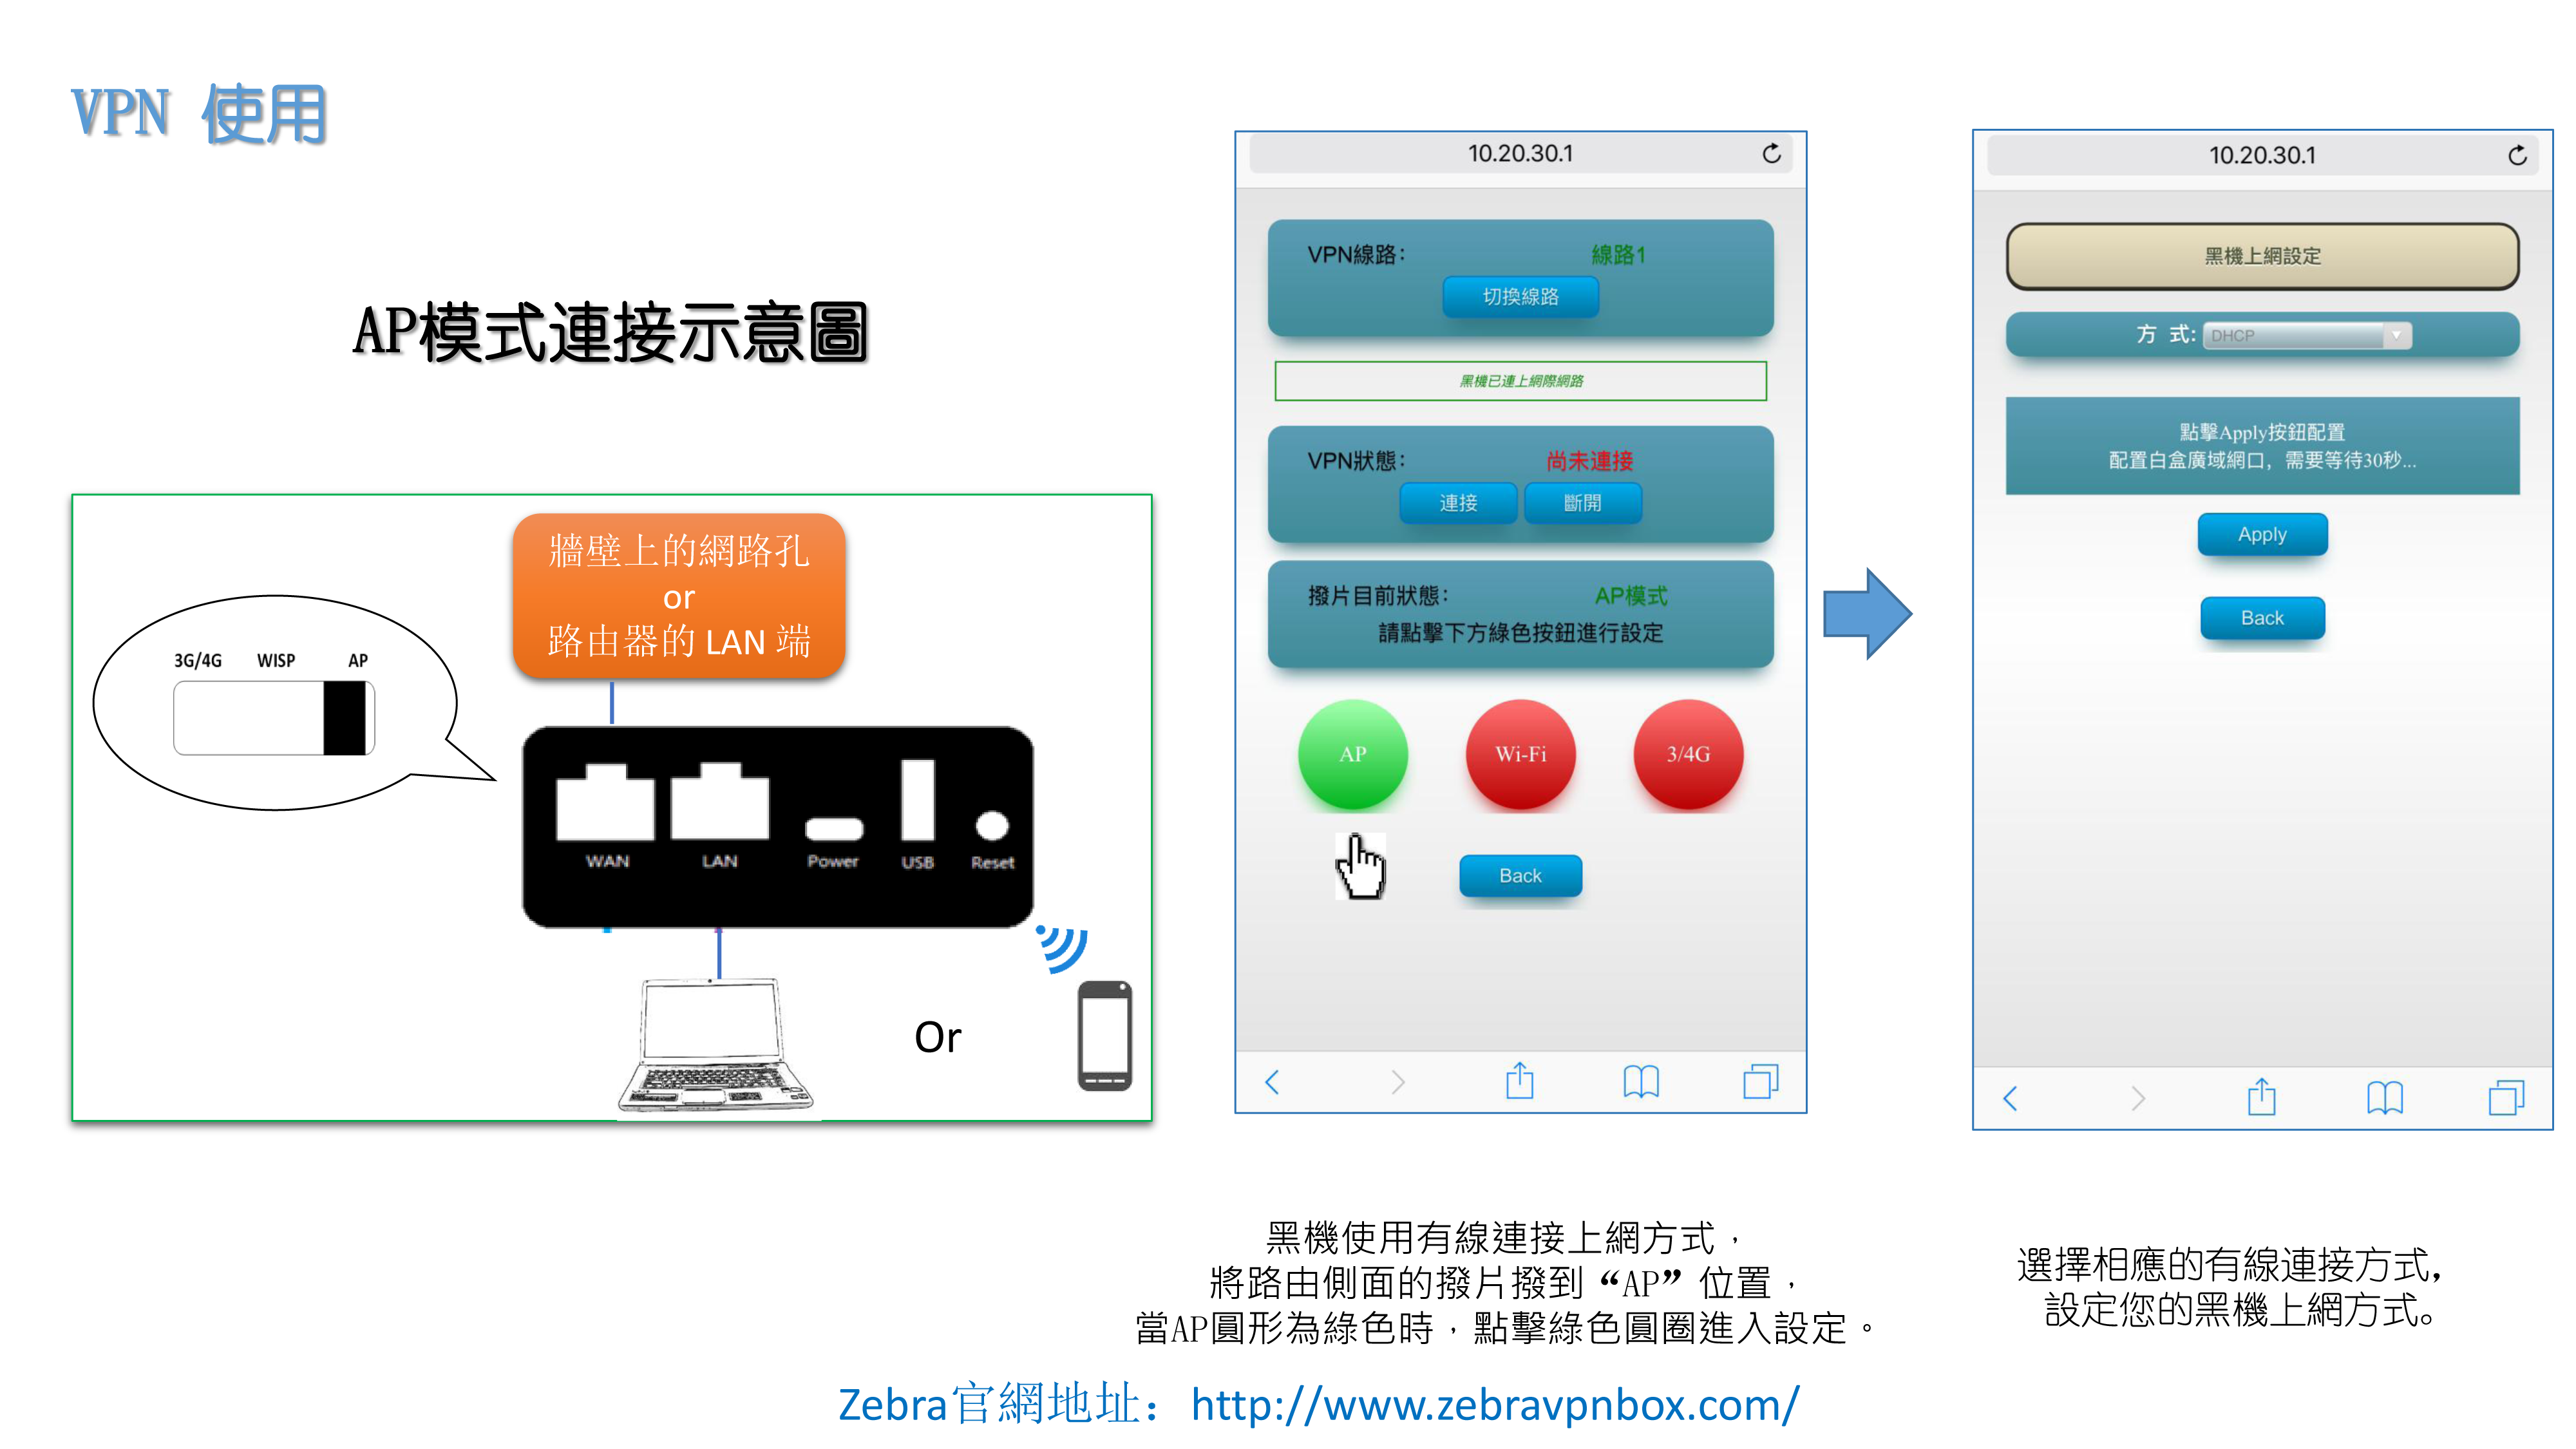 VPN 使用
AP模式連接示意圖
牆壁上的網路孔
or
路由器的 LAN 端
3G/4G WISP AP
WAN LAN Power USB Reset
Or
10.20.30.1
VPN線路： 線路1
切換線路
黑機已連上網際網路
VPN狀態： 尚未連接
連接 斷開
撥片目前狀態： AP模式
請點擊下方綠色按鈕進行設定
AP Wi-Fi 3/4G
Back
10.20.30.1
黑機上網設定
方 式: DHCP
點擊Apply按鈕配置
配置白盒廣域網口，需要等待30秒...
Apply
Back
黑機使用有線連接上網方式，
將路由側面的撥片撥到“AP”位置，
當AP圓形為綠色時，點擊綠色圓圈進入設定。
選擇相應的有線連接方式，
設定您的黑機上網方式。
Zebra官網地址：http://www.zebravpnbox.com/